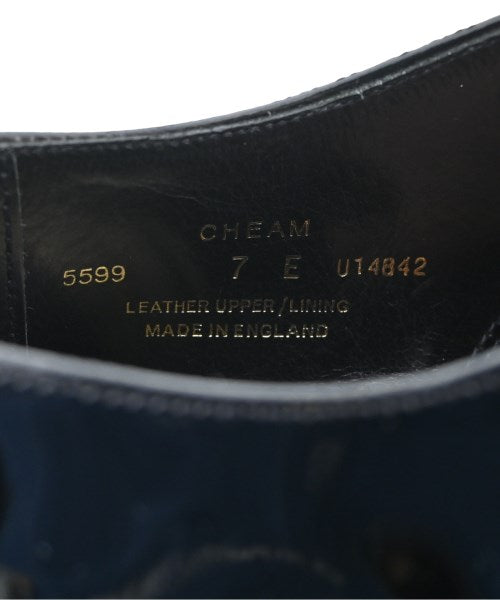 CHEAM
5599 7 E U14842
LEATHER UPPER/LINING
MADE IN ENGLAND